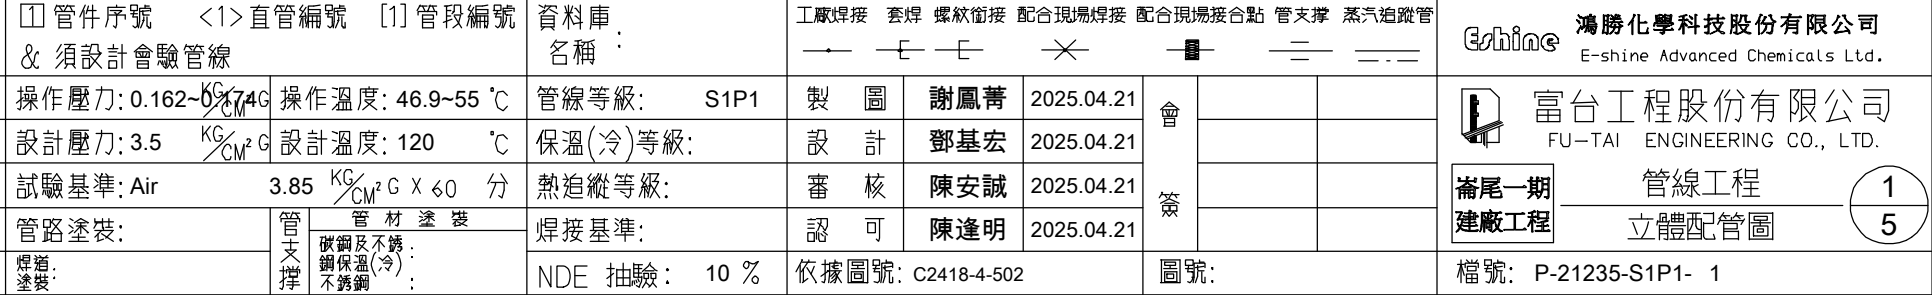 1 管件序號 <1>直管編號 [1]管段編號
& 須設計會驗管線
資料庫
名稱 :
工廠焊接 套焊 螺紋銜接 配合現場焊接 配合現場接合點 管支撐 蒸汽追蹤管
Eshine 鴻勝化學科技股份有限公司
E-shine Advanced Chemicals Ltd.
操作壓力: 0.162~0.174 KG/CM² G 操作溫度: 46.9~55 °C 管線等級: S1P1
設計壓力: 3.5 KG/CM² G 設計溫度: 120 °C 保溫(冷)等級:
試驗基準: Air 3.85 KG/CM² G X 60 分 熱追縱等級:
管路塗裝: 管支撐 管材塗裝 焊接基準:
碳鋼及不銹 :
鋼保溫(冷) :
不銹鋼 :
焊道
塗裝:
NDE 抽驗: 10 %
製圖 謝鳳菁 2025.04.21
設計 鄧基宏 2025.04.21
審核 陳安誠 2025.04.21
認可 陳逢明 2025.04.21
會簽
依據圖號: C2418-4-502 圖號:
富台工程股份有限公司
FU-TAI ENGINEERING CO., LTD.
崙尾一期
建廠工程
管線工程
立體配管圖
1
5
檔號: P-21235-S1P1- 1